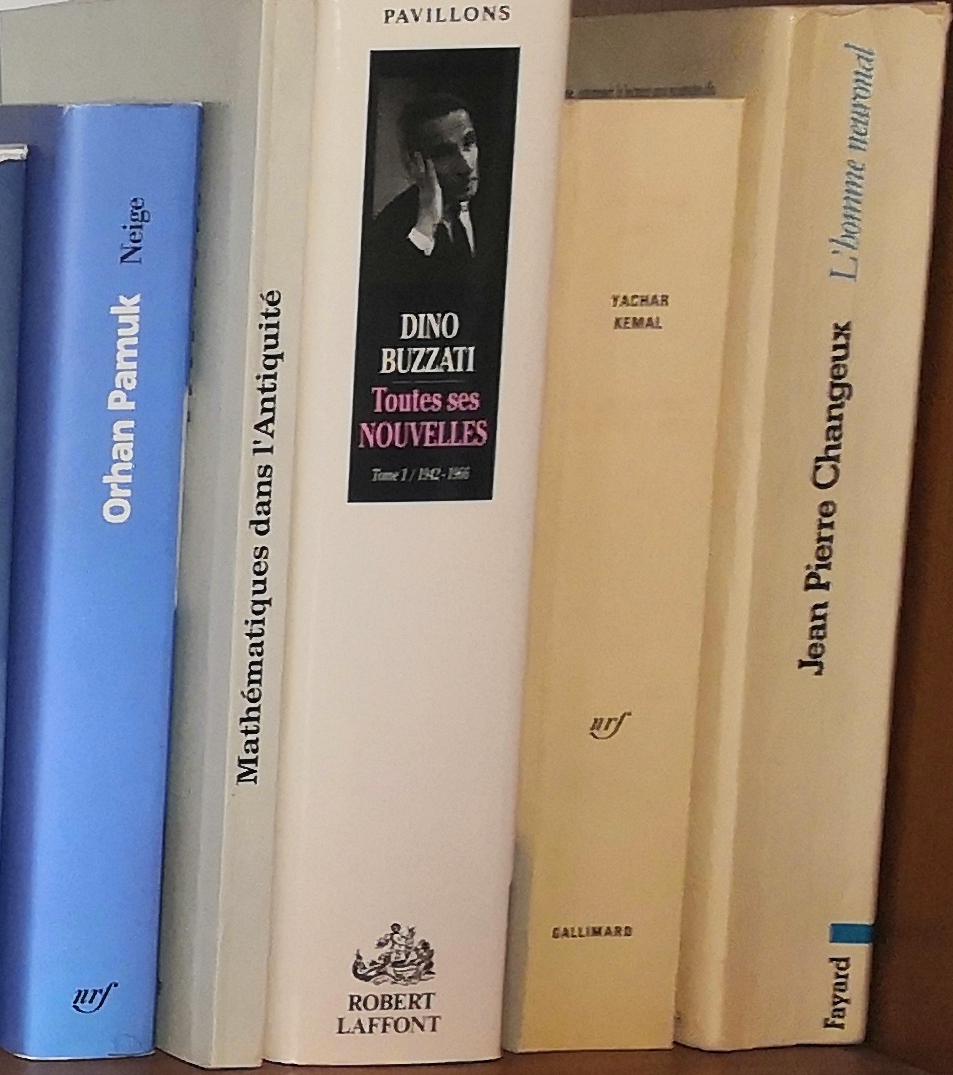 Orhan Pamuk Neige
nrf
Mathématiques dans l'Antiquité
PAVILLONS
DINO
BUZZATI
Toutes ses
NOUVELLES
Tome 1 / 1942 - 1966
ROBERT
LAFFONT
YACHAR
KEMAL
nrf
GALLIMARD
Jean Pierre Changeux L'homme neuronal
Fayard